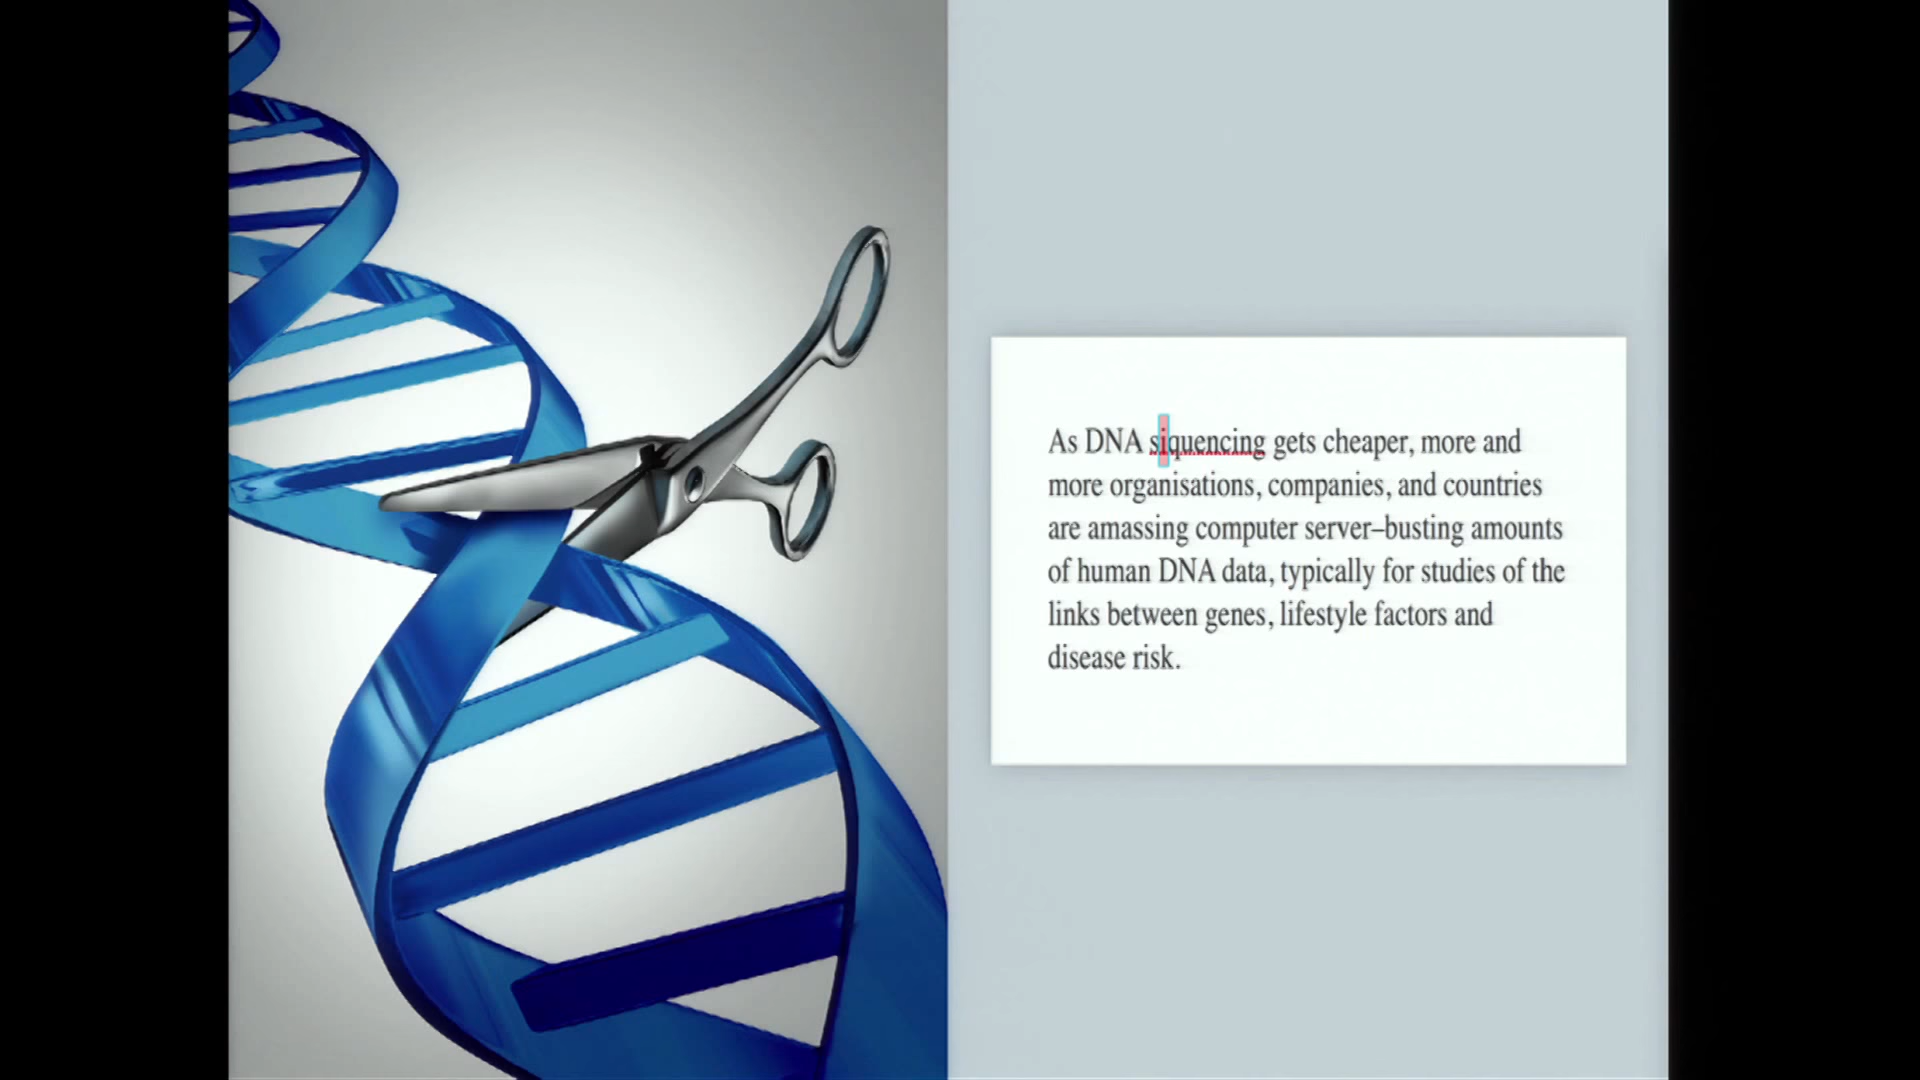 As DNA siquencing gets cheaper, more and
more organisations, companies, and countries
are amassing computer server–busting amounts
of human DNA data, typically for studies of the
links between genes, lifestyle factors and
disease risk.